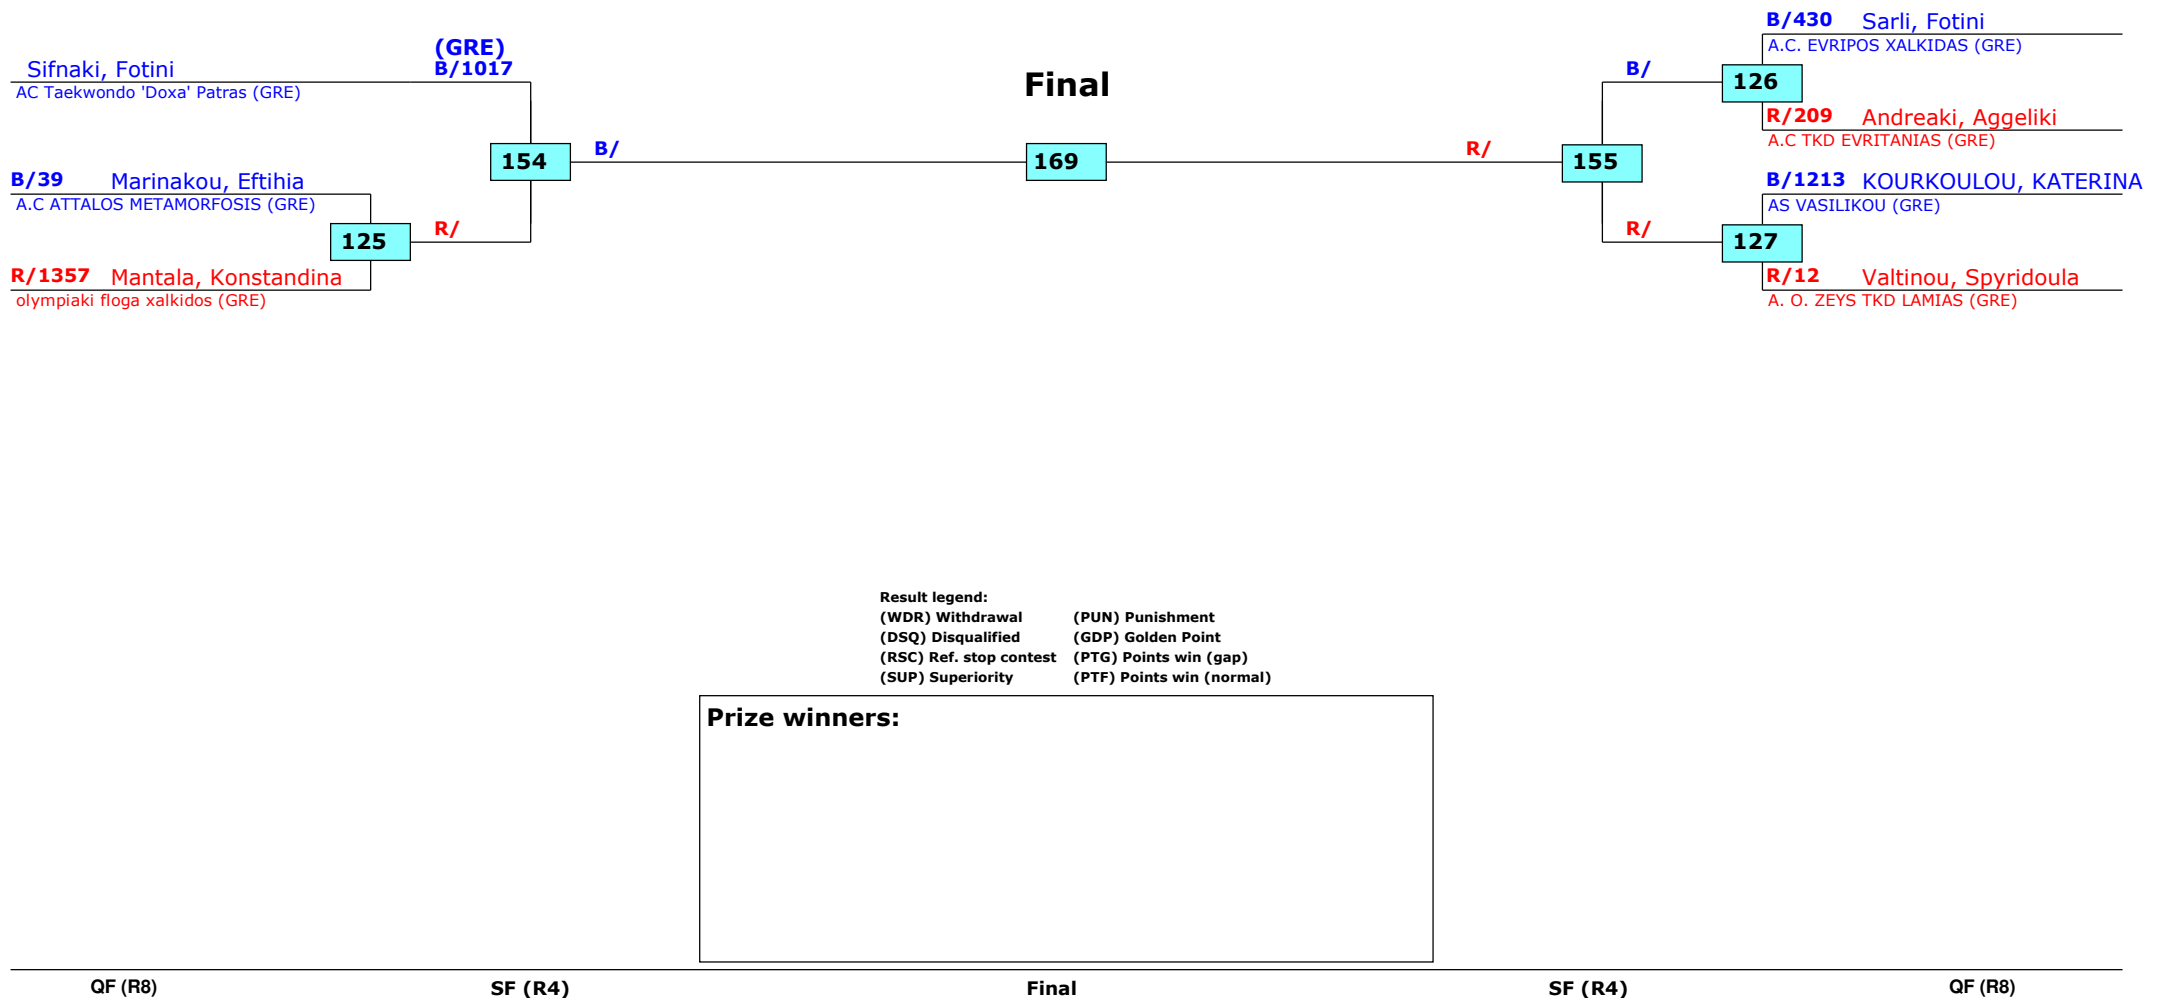 Sifnaki, Fotini
AC Taekwondo 'Doxa' Patras (GRE)
(GRE)
B/1017
B/39 Marinakou, Eftihia
A.C ATTALOS METAMORFOSIS (GRE)
125
R/1357 Mantala, Konstandina
olympiaki floga xalkidos (GRE)
R/
154
B/
Final
169
R/
155
B/
R/
B/430 Sarli, Fotini
A.C. EVRIPOS XALKIDAS (GRE)
126
R/209 Andreaki, Aggeliki
A.C TKD EVRITANIAS (GRE)
B/1213 KOURKOULOU, KATERINA
AS VASILIKOU (GRE)
127
R/12 Valtinou, Spyridoula
A. O. ZEYS TKD LAMIAS (GRE)
Result legend:
(WDR) Withdrawal (PUN) Punishment
(DSQ) Disqualified (GDP) Golden Point
(RSC) Ref. stop contest (PTG) Points win (gap)
(SUP) Superiority (PTF) Points win (normal)
Prize winners:
QF (R8) SF (R4) Final SF (R4) QF (R8)